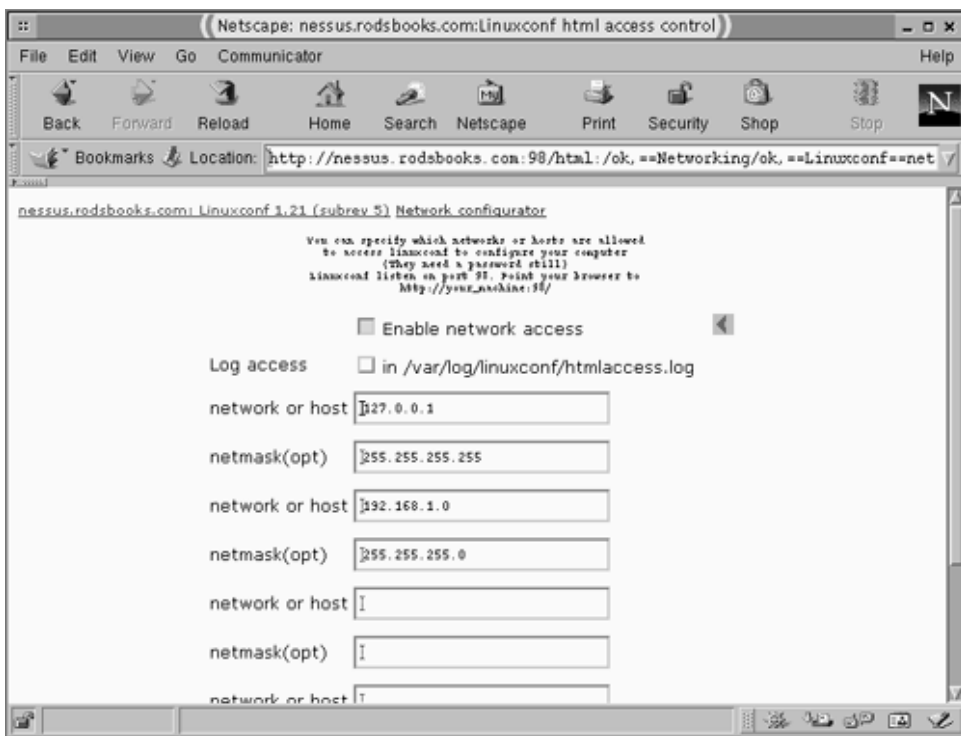 Netscape: nessus.rodsbooks.com:Linuxconf html access control
File Edit View Go Communicator Help
Back Forward Reload Home Search Netscape Print Security Shop Stop
My
N
Bookmarks Location: http://nessus.rodsbooks.com:98/html:/ok,==Networking/ok,==Linuxconf==net
nessus.rodsbooks.com: Linuxconf 1.21 (subrev 5) Network configurator
You can specify which networks or hosts are allowed
to access linuxconf to configure your computer
(They need a password still)
Linuxconf listen on port 98. Point your browser to
http://your_machine:98/
Enable network access
Log access in /var/log/linuxconf/htmlaccess.log
network or host 127.0.0.1
netmask(opt) 255.255.255.255
network or host 192.168.1.0
netmask(opt) 255.255.255.0
network or host
netmask(opt)
network or host